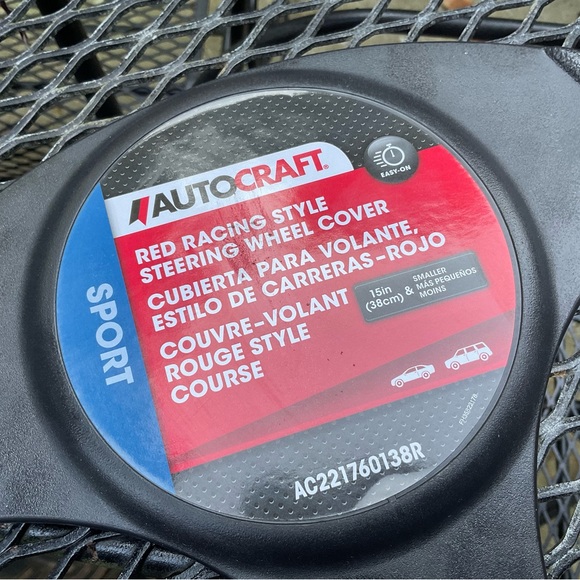 AUTOCRAFT
EASY-ON
RED RACING STYLE
STEERING WHEEL COVER
CUBIERTA PARA VOLANTE,
ESTILO DE CARRERAS-ROJO
COUVRE-VOLANT
ROUGE STYLE
COURSE
15in
(38cm) &
SMALLER
MÁS PEQUEÑOS
MOINS
SPORT
AC221760138R